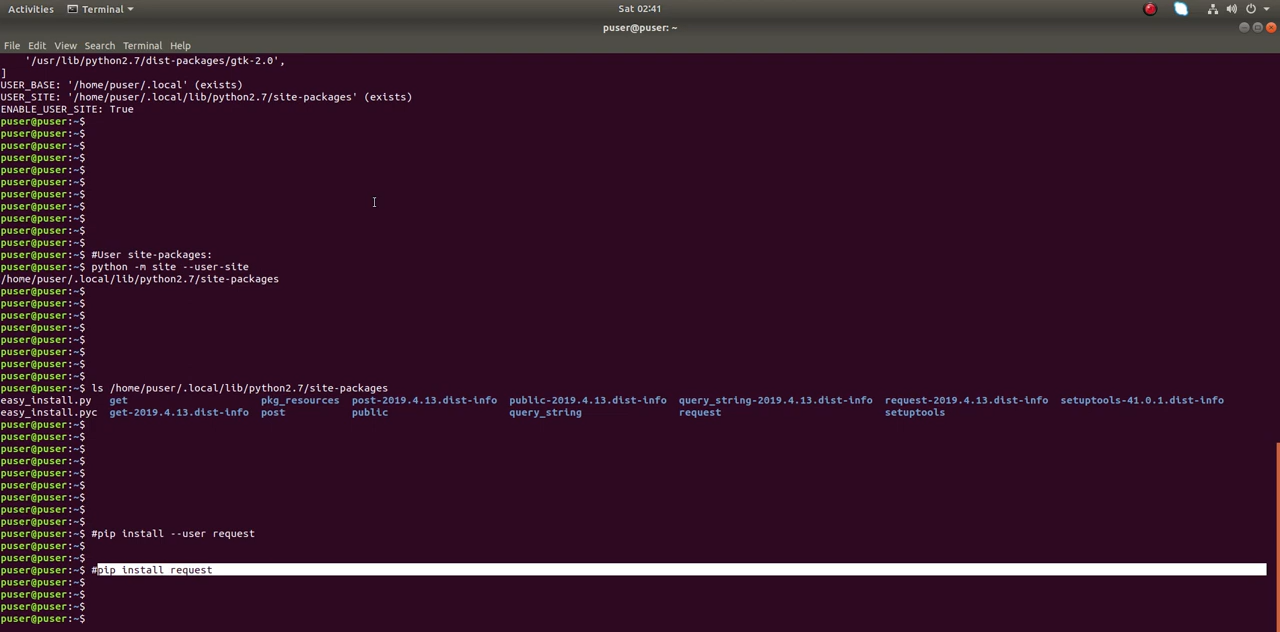 Activities Terminal Sat 02:41
puser@puser: ~
File Edit View Search Terminal Help
'/usr/lib/python2.7/dist-packages/gtk-2.0',
]
USER_BASE: '/home/puser/.local' (exists)
USER_SITE: '/home/puser/.local/lib/python2.7/site-packages' (exists)
ENABLE_USER_SITE: True
puser@puser:~$
puser@puser:~$
puser@puser:~$
puser@puser:~$
puser@puser:~$
puser@puser:~$
puser@puser:~$
puser@puser:~$
puser@puser:~$
puser@puser:~$
puser@puser:~$
puser@puser:~$ #User site-packages:
puser@puser:~$ python -m site --user-site
/home/puser/.local/lib/python2.7/site-packages
puser@puser:~$
puser@puser:~$
puser@puser:~$
puser@puser:~$
puser@puser:~$
puser@puser:~$
puser@puser:~$
puser@puser:~$
puser@puser:~$ ls /home/puser/.local/lib/python2.7/site-packages
easy_install.py get pkg_resources post-2019.4.13.dist-info public-2019.4.13.dist-info query_string-2019.4.13.dist-info request-2019.4.13.dist-info setuptools-41.0.1.dist-info
easy_install.pyc get-2019.4.13.dist-info post public query_string request setuptools
puser@puser:~$
puser@puser:~$
puser@puser:~$
puser@puser:~$
puser@puser:~$
puser@puser:~$
puser@puser:~$
puser@puser:~$
puser@puser:~$
puser@puser:~$ #pip install --user request
puser@puser:~$
puser@puser:~$
puser@puser:~$ #pip install request
puser@puser:~$
puser@puser:~$
puser@puser:~$
puser@puser:~$